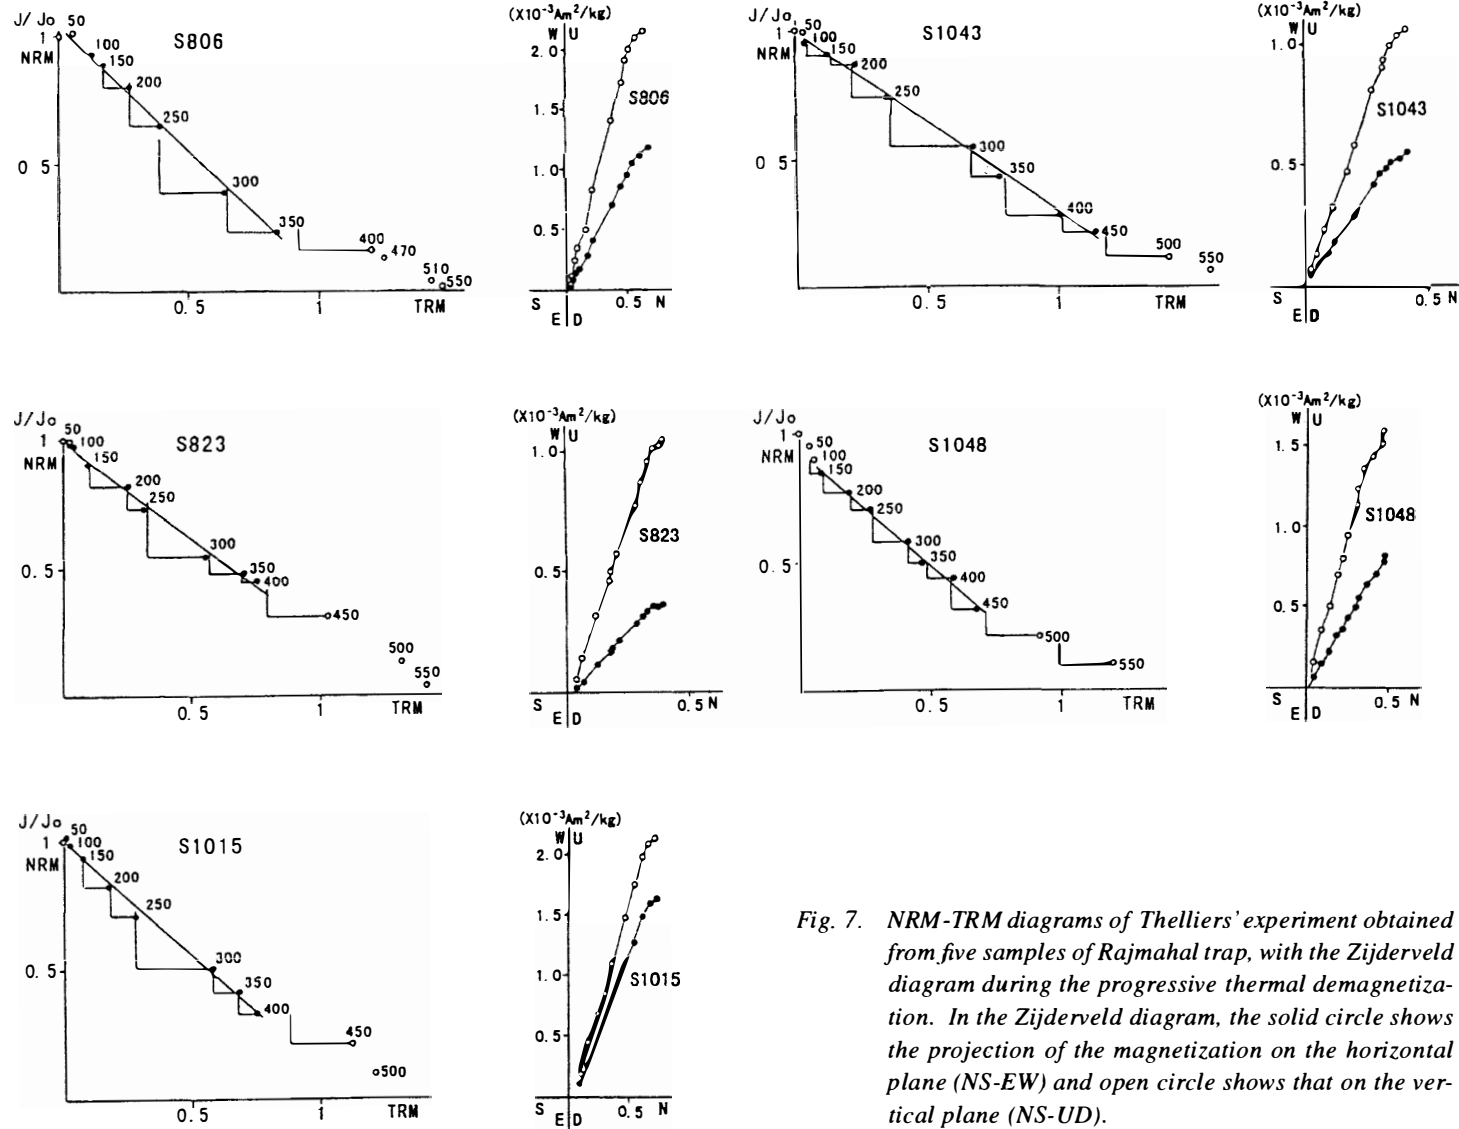 J/Jo
1
50
NRM
100
150
200
250
300
350
400
470
510
550
S806
0 5
0.5
1
TRM
(X10⁻³Am²/kg)
W U
2.0
1.5
1.0
0.5
S806
S
0.5 N
E D
J/Jo
1
NRM
100
150
200
250
300
350
400
450
500
550
S1043
0 5
0.5
1
TRM
(X10⁻³Am²/kg)
W U
1.0
0.5
S1043
S
0.5 N
E D
J/Jo
1
50
100
NRM
150
200
250
300
350
400
450
500
550
S823
0.5
0.5
1
TRM
(X10⁻³Am²/kg)
W U
1.0
0.5
S823
S
0.5 N
E D
J/Jo
1
50
NRM
100
150
200
250
300
350
400
450
500
550
S1048
0.5
0.5
1
TRM
(X10⁻³Am²/kg)
W U
1.5
1.0
0.5
S1048
S
0.5 N
E D
J/Jo
50
1
100
NRM
150
200
250
300
350
400
450
500
S1015
0.5
0.5
1
TRM
(X10⁻³Am²/kg)
W U
2.0
1.5
1.0
0.5
S1015
S
0.5 N
E D
Fig. 7. NRM-TRM diagrams of Thelliers' experiment obtained
from five samples of Rajmahal trap, with the Zijderveld
diagram during the progressive thermal demagnetiza-
tion. In the Zijderveld diagram, the solid circle shows
the projection of the magnetization on the horizontal
plane (NS-EW) and open circle shows that on the ver-
tical plane (NS-UD).